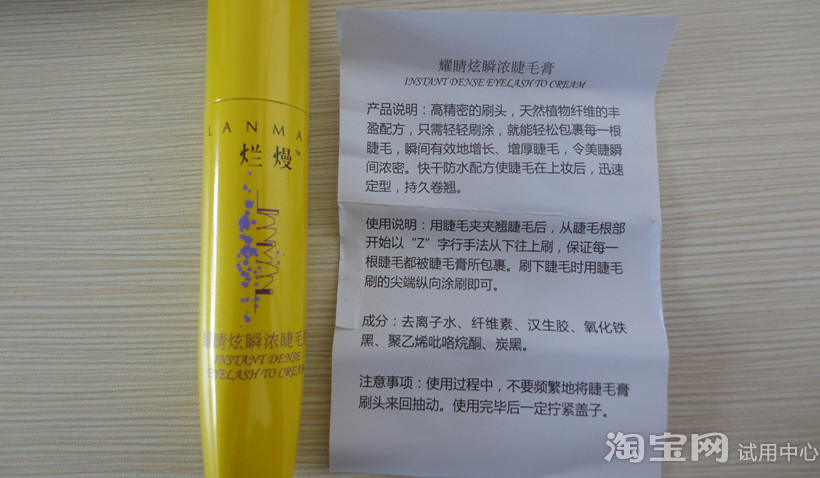 LANMA
烂熳™
LANMAN
耀睛炫瞬浓睫毛
INSTANT DENSE
EYELASH TO CREAM
耀睛炫瞬浓睫毛膏
INSTANT DENSE EYELASH TO CREAM
产品说明：高精密的刷头，天然植物纤维的丰
盈配方，只需轻轻刷涂，就能轻松包裹每一根
睫毛，瞬间有效地增长、增厚睫毛，令美睫瞬
间浓密。快干防水配方使睫毛在上妆后，迅速
定型，持久卷翘。
使用说明：用睫毛夹夹翘睫毛后，从睫毛根部
开始以“Z”字行手法从下往上刷，保证每一
根睫毛都被睫毛膏所包裹。刷下睫毛时用睫毛
刷的尖端纵向涂刷即可。
成分：去离子水、纤维素、汉生胶、氧化铁
黑、聚乙烯吡咯烷酮、炭黑。
注意事项：使用过程中，不要频繁地将睫毛膏
刷头来回抽动。使用完毕后一定拧紧盖子。
淘宝网 试用中心